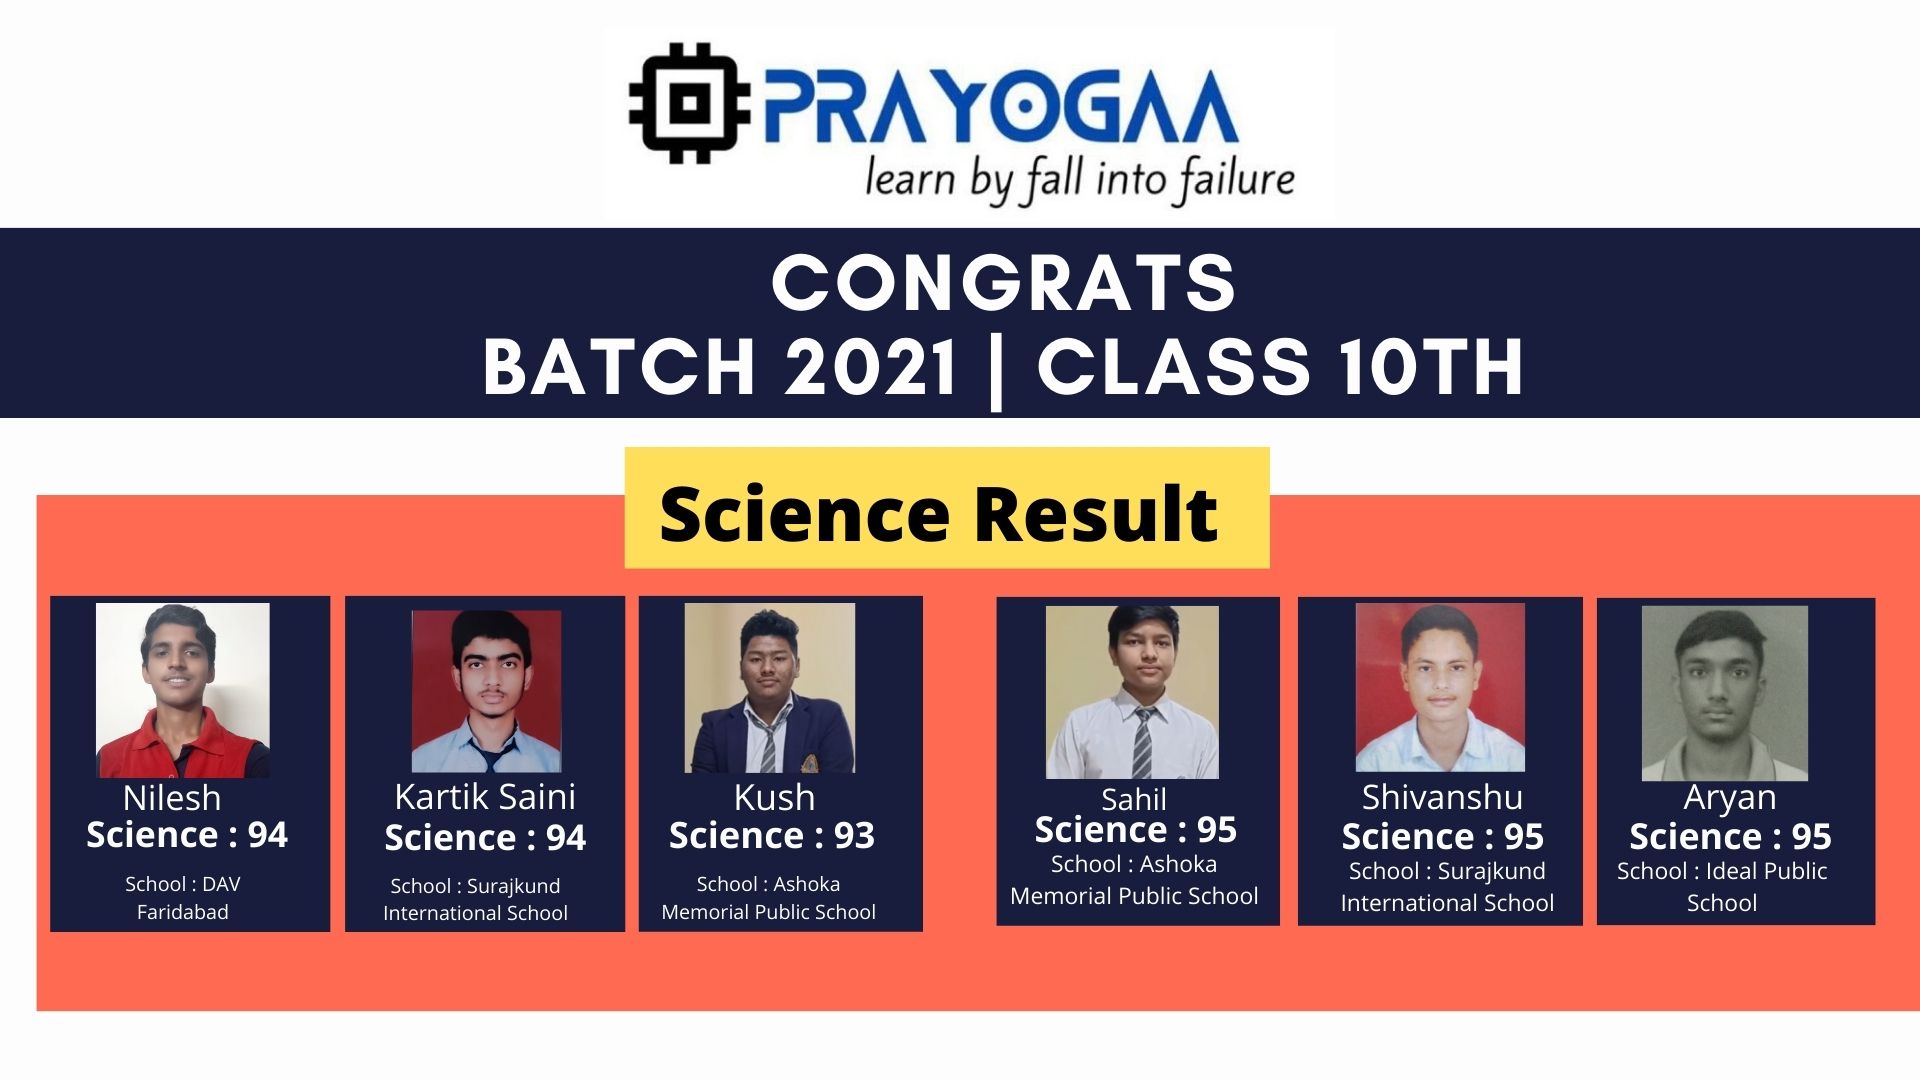 PRAYOGAA
learn by fall into failure
CONGRATS
BATCH 2021 | CLASS 10TH
Science Result
Nilesh
Science : 94
School : DAV
Faridabad
Kartik Saini
Science : 94
School : Surajkund
International School
Kush
Science : 93
School : Ashoka
Memorial Public School
Sahil
Science : 95
School : Ashoka
Memorial Public School
Shivanshu
Science : 95
School : Surajkund
International School
Aryan
Science : 95
School : Ideal Public
School